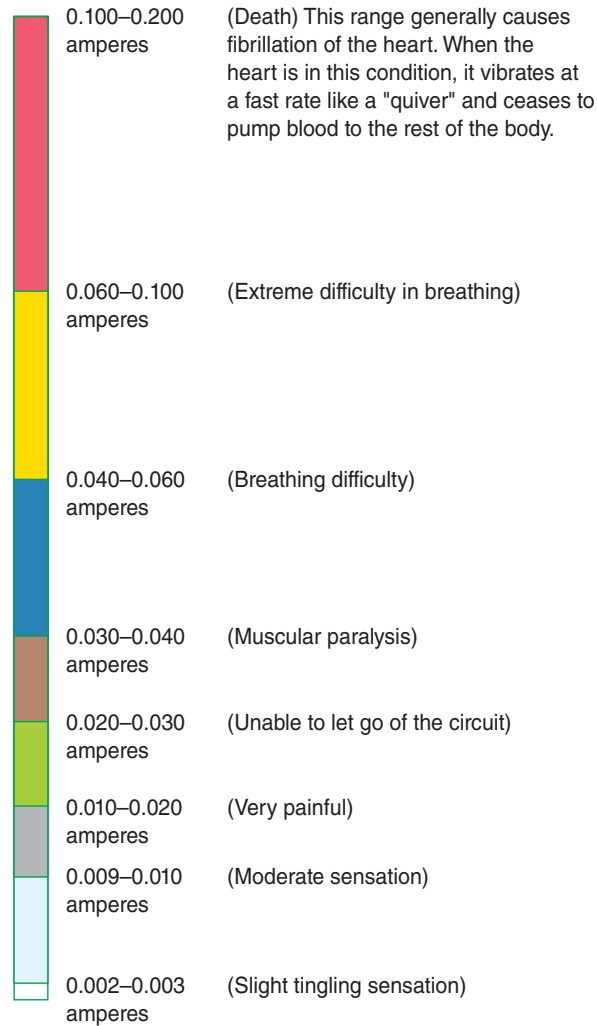 0.100–0.200 (Death) This range generally causes
amperes fibrillation of the heart. When the
heart is in this condition, it vibrates at
a fast rate like a "quiver" and ceases to
pump blood to the rest of the body.
0.060–0.100 (Extreme difficulty in breathing)
amperes
0.040–0.060 (Breathing difficulty)
amperes
0.030–0.040 (Muscular paralysis)
amperes
0.020–0.030 (Unable to let go of the circuit)
amperes
0.010–0.020 (Very painful)
amperes
0.009–0.010 (Moderate sensation)
amperes
0.002–0.003 (Slight tingling sensation)
amperes